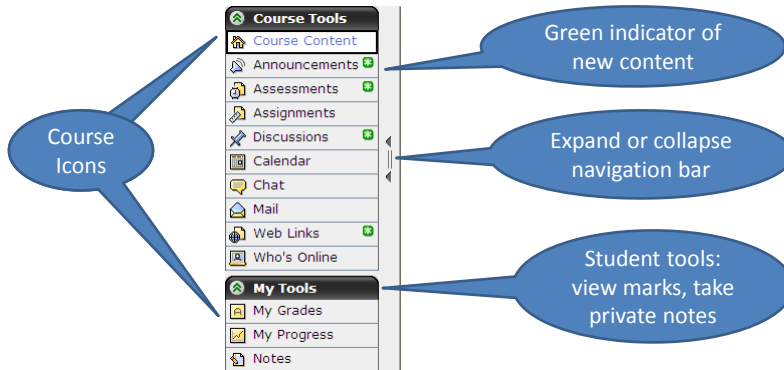 Course Tools
Course Content
Announcements
Assessments
Assignments
Discussions
Calendar
Chat
Mail
Web Links
Who's Online
My Tools
My Grades
My Progress
Notes
Course
Icons
Green indicator of
new content
Expand or collapse
navigation bar
Student tools:
view marks, take
private notes